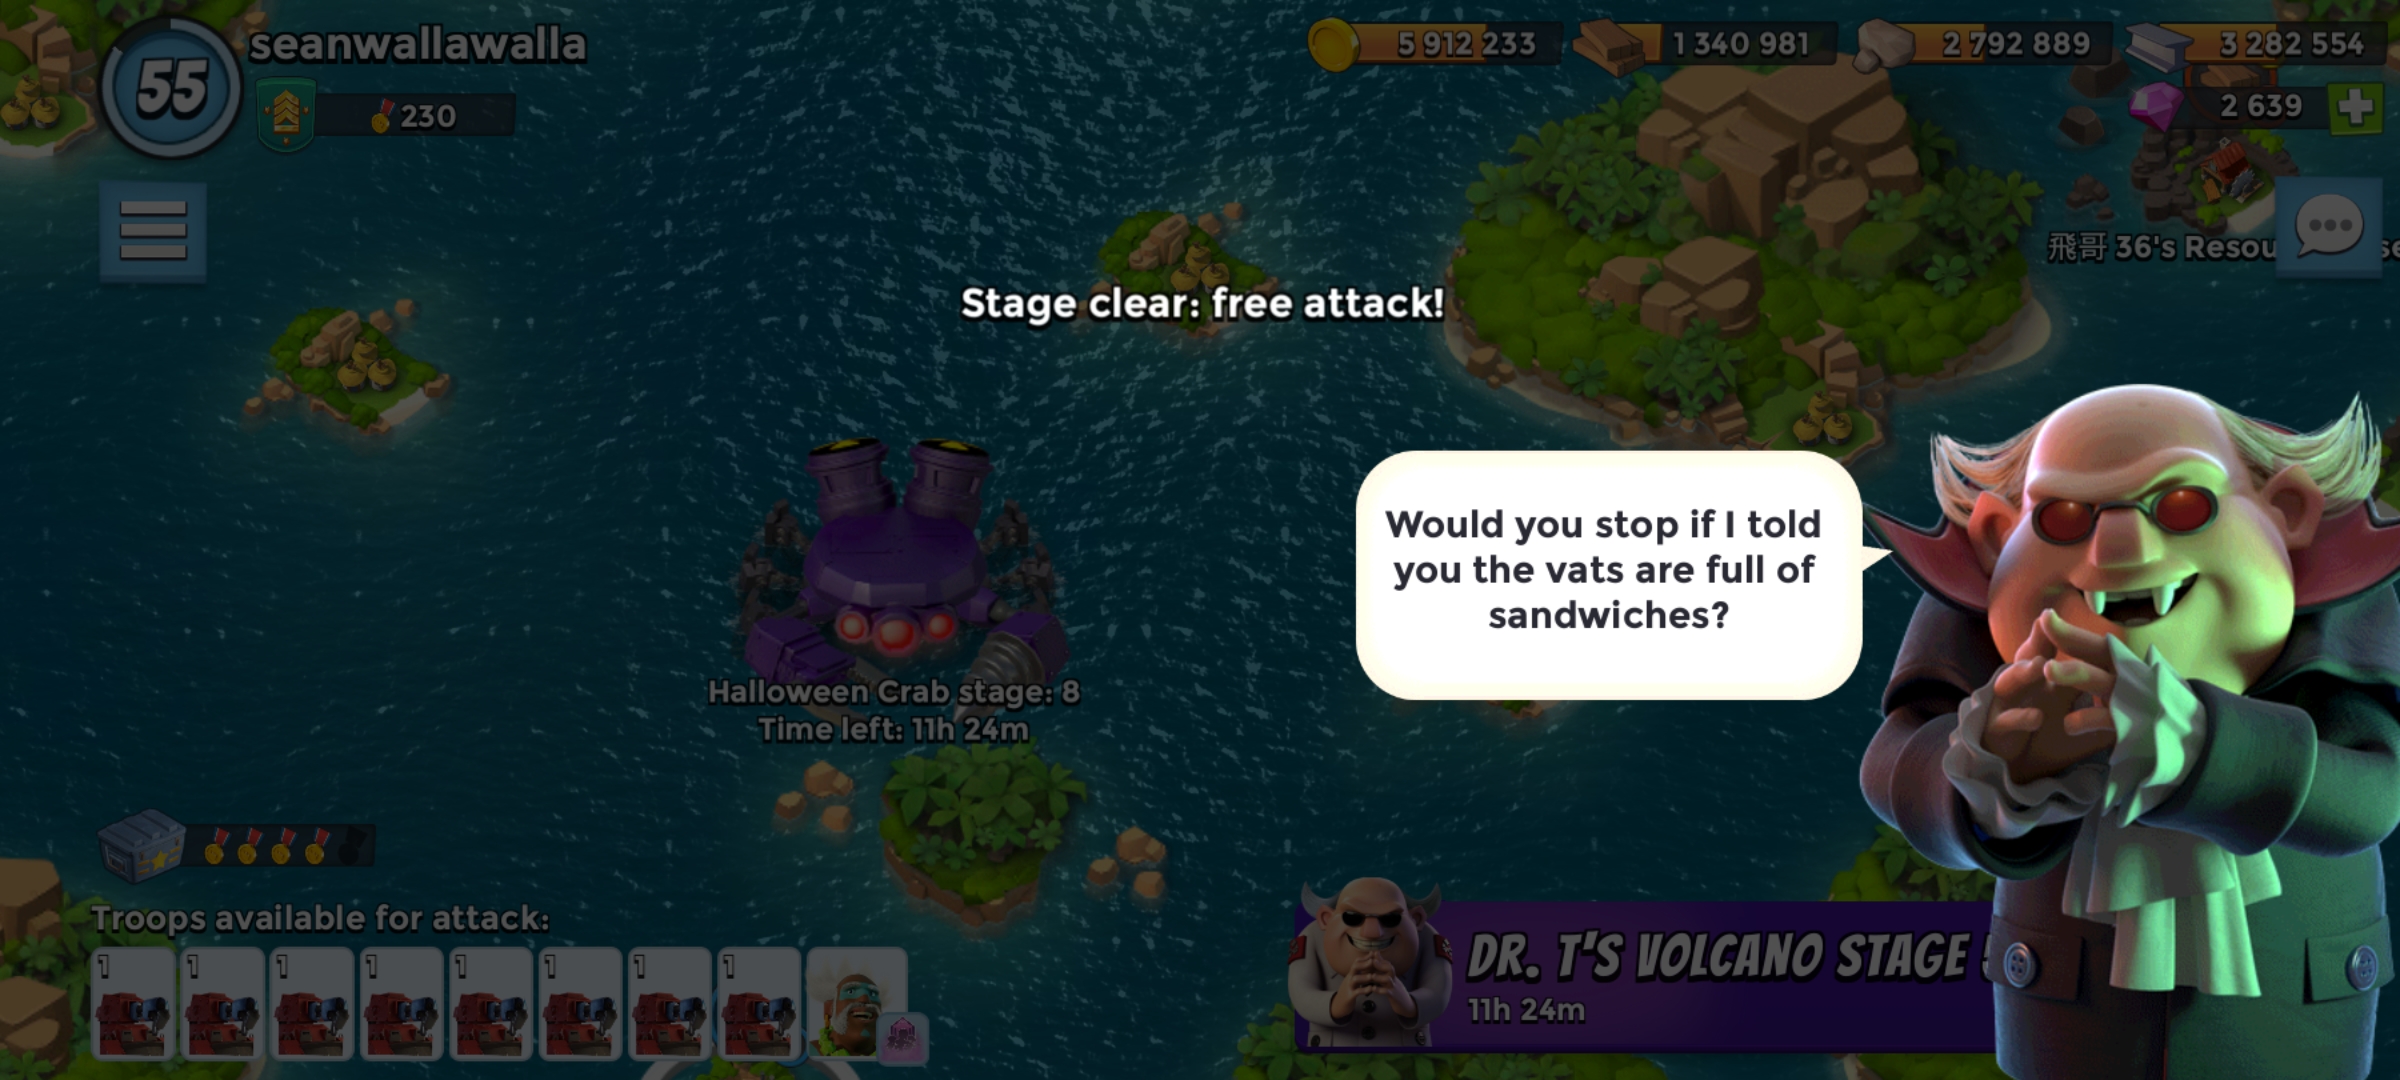 55
seanwallawalla
230
5 912 233
1 340 981
2 792 889
3 282 554
2 639
飛哥 36's Resou
Stage clear: free attack!
Would you stop if I told
you the vats are full of
sandwiches?
Halloween Crab stage: 8
Time left: 11h 24m
Troops available for attack:
1 1 1 1 1 1 1 1
DR. T'S VOLCANO STAGE
11h 24m